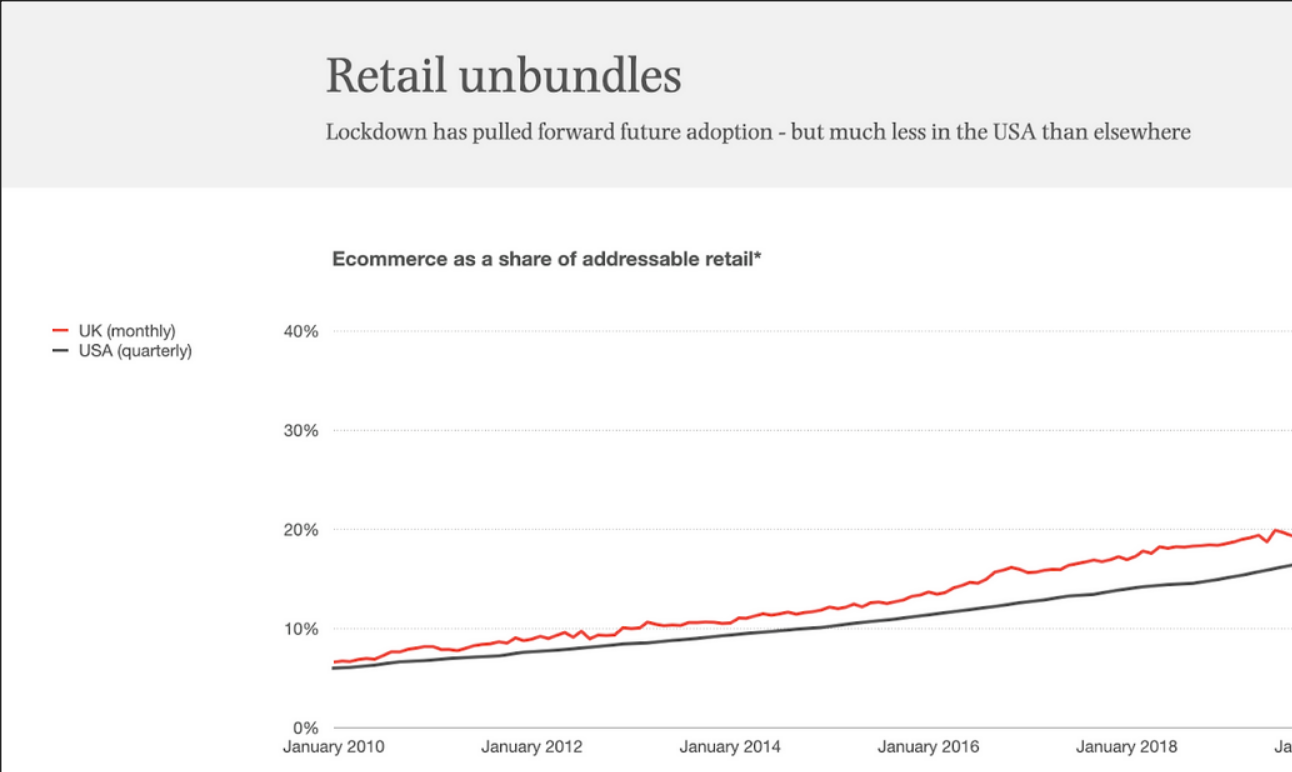 Retail unbundles
Lockdown has pulled forward future adoption - but much less in the USA than elsewhere
Ecommerce as a share of addressable retail*
UK (monthly)
USA (quarterly)
40%
30%
20%
10%
0%
January 2010 January 2012 January 2014 January 2016 January 2018 Ja